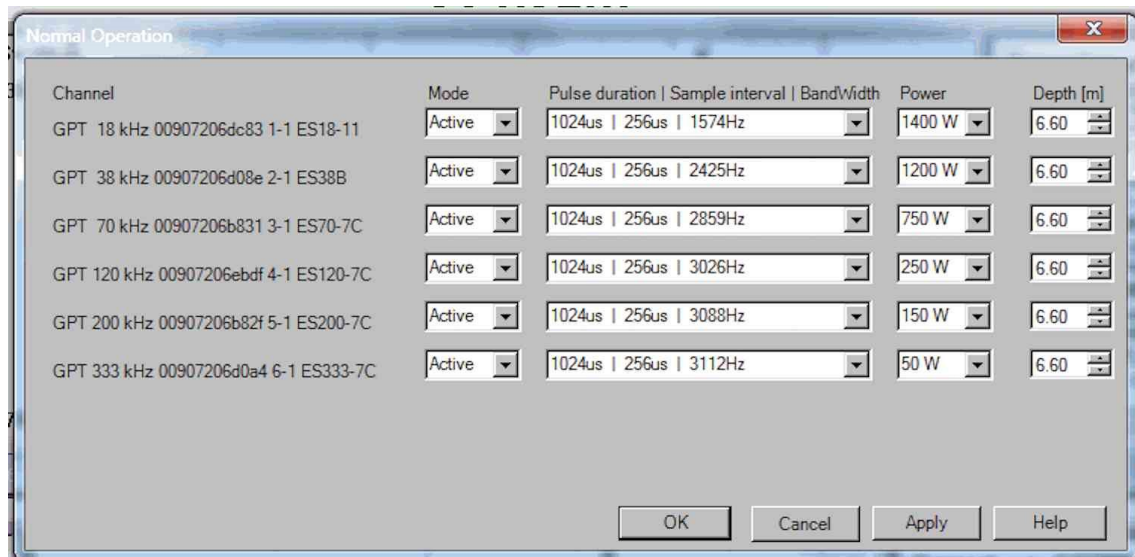 Normal Operation
Channel Mode Pulse duration | Sample interval | BandWidth Power Depth [m]
GPT 18 kHz 00907206dc83 1-1 ES18-11 Active 1024us | 256us | 1574Hz 1400 W 6.60
GPT 38 kHz 00907206d08e 2-1 ES38B Active 1024us | 256us | 2425Hz 1200 W 6.60
GPT 70 kHz 00907206b831 3-1 ES70-7C Active 1024us | 256us | 2859Hz 750 W 6.60
GPT 120 kHz 00907206ebdf 4-1 ES120-7C Active 1024us | 256us | 3026Hz 250 W 6.60
GPT 200 kHz 00907206b82f 5-1 ES200-7C Active 1024us | 256us | 3088Hz 150 W 6.60
GPT 333 kHz 00907206d0a4 6-1 ES333-7C Active 1024us | 256us | 3112Hz 50 W 6.60
OK Cancel Apply Help